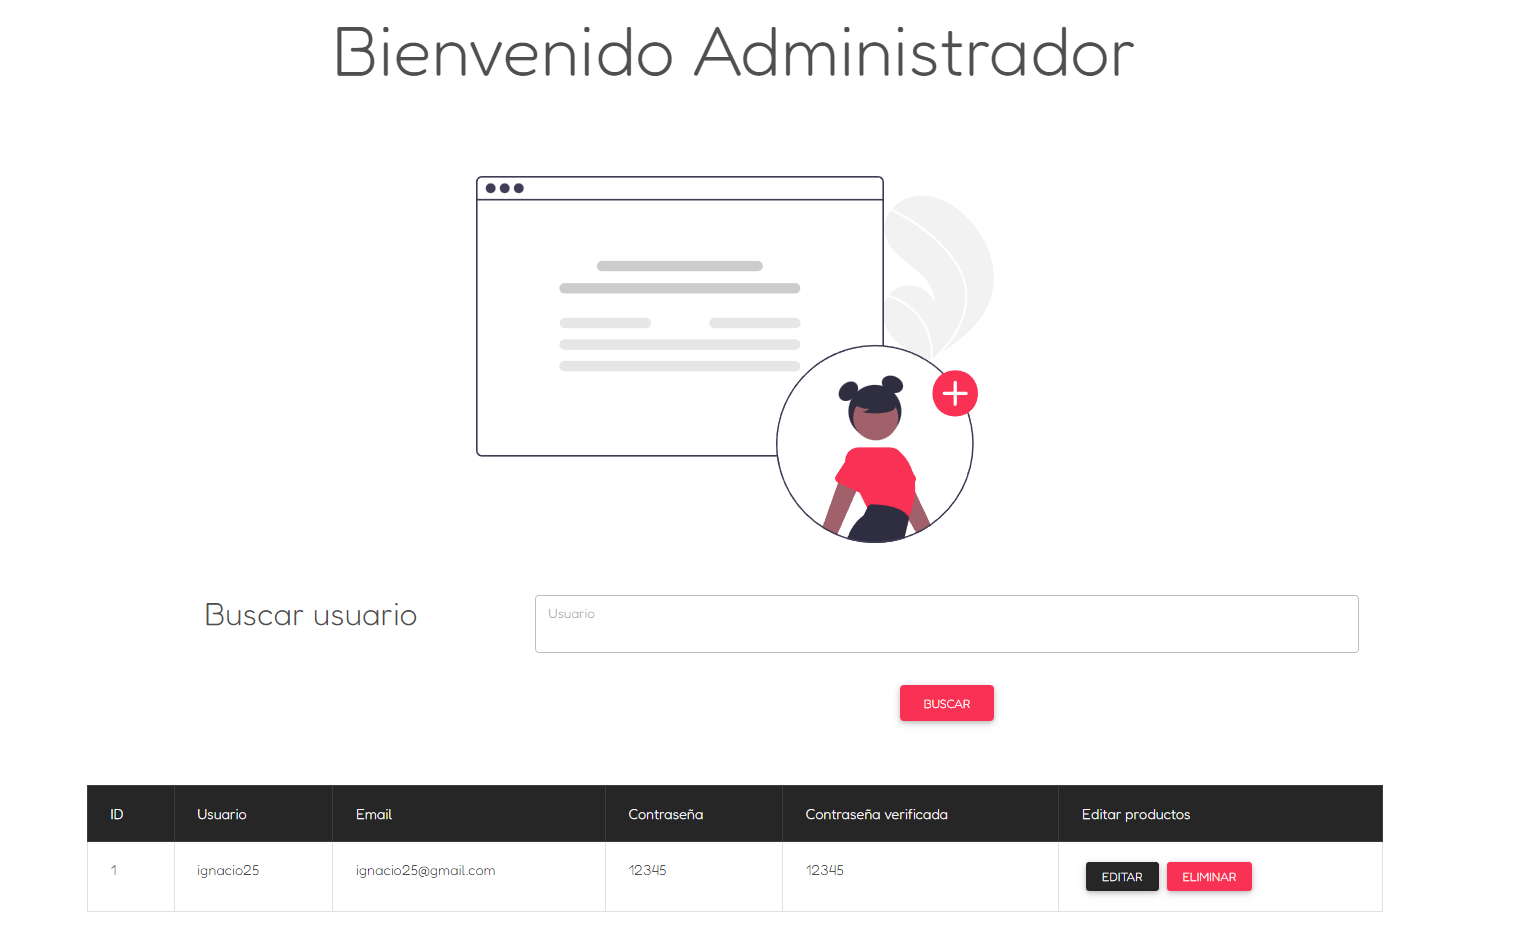 Bienvenido Administrador
Buscar usuario
Usuario
BUSCAR
ID Usuario Email Contraseña Contraseña verificada Editar productos
1 ignacio25 ignacio25@gmail.com 12345 12345 EDITAR ELIMINAR